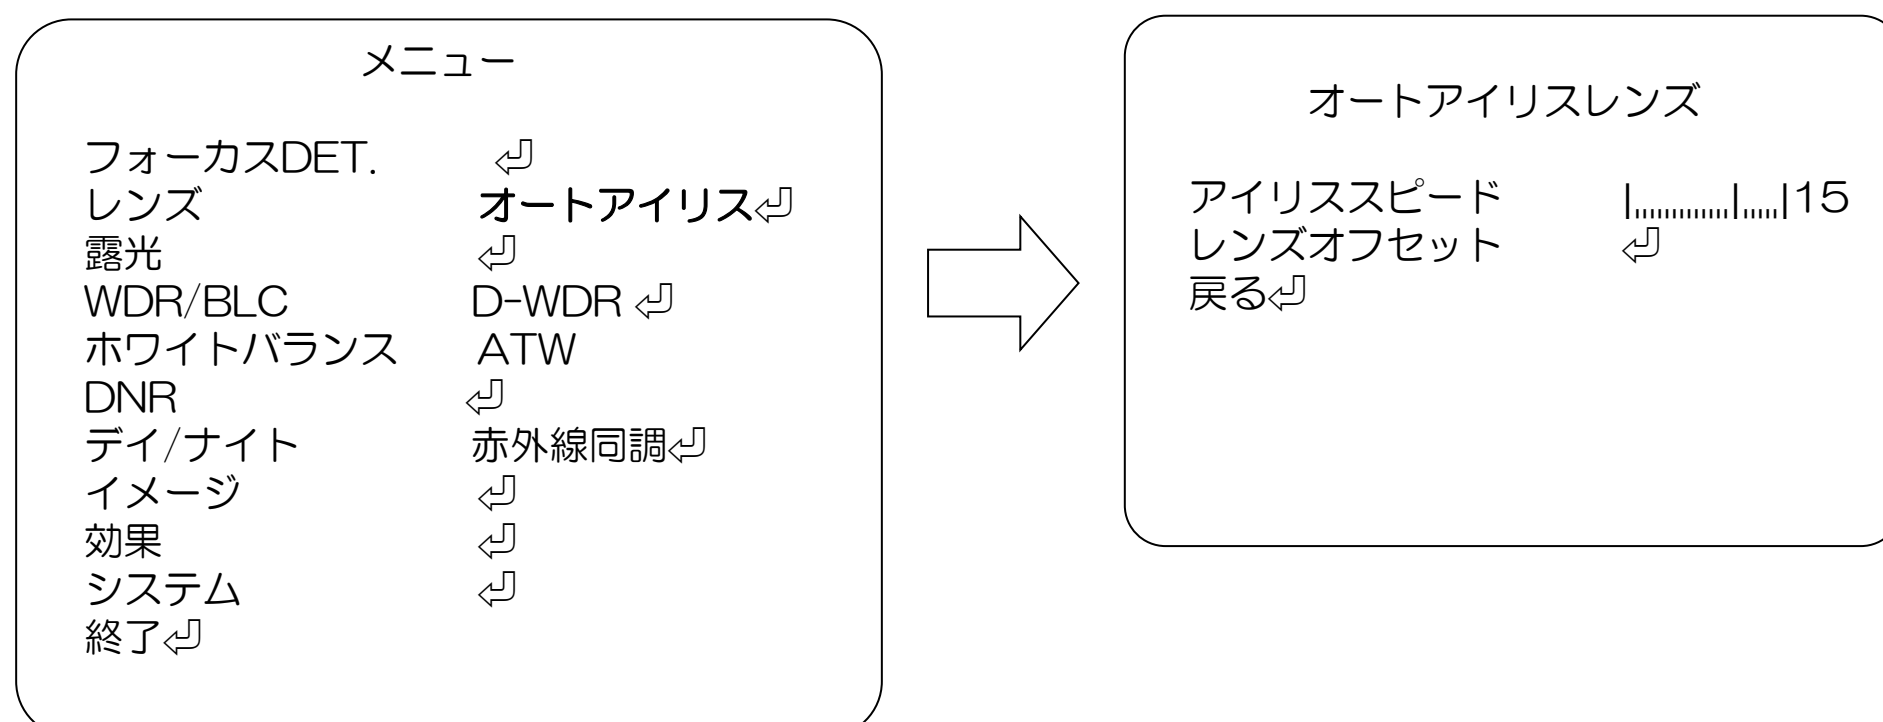 メニュー
フォーカスDET. ⏎
レンズ オートアイリス⏎
露光 ⏎
WDR/BLC D-WDR ⏎
ホワイトバランス ATW
DNR ⏎
デイ/ナイト 赤外線同調⏎
イメージ ⏎
効果 ⏎
システム ⏎
終了⏎
オートアイリスレンズ
アイリススピード |.............|.....|15
レンズオフセット ⏎
戻る⏎